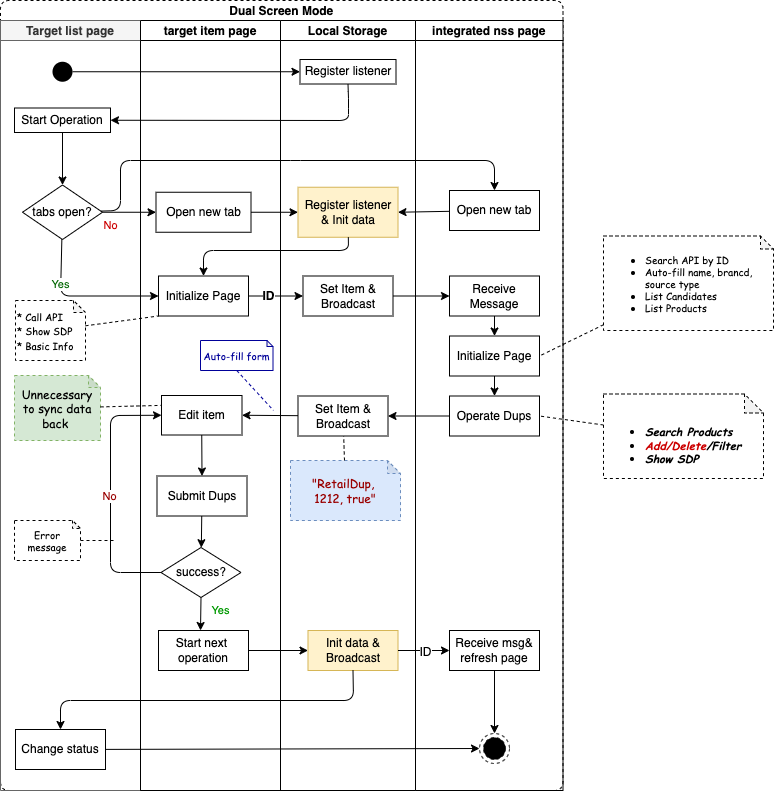 Dual Screen Mode
Target list page
target item page
Local Storage
integrated nss page
Register listener
Start Operation
tabs open?
No
Open new tab
Register listener
& Init data
Open new tab
Yes
Initialize Page
ID
Set Item &
Broadcast
Receive
Message
• Search API by ID
• Auto-fill name, brancd,
source type
• List Candidates
• List Products
* Call API
* Show SDP
* Basic Info
Auto-fill form
Initialize Page
Unnecessary
to sync data
back
Edit item
Set Item &
Broadcast
Operate Dups
• Search Products
• Add/Delete/Filter
• Show SDP
"RetailDup,
1212, true"
Submit Dups
No
Error
message
success?
Yes
Start next
operation
Init data &
Broadcast
ID
Receive msg&
refresh page
Change status